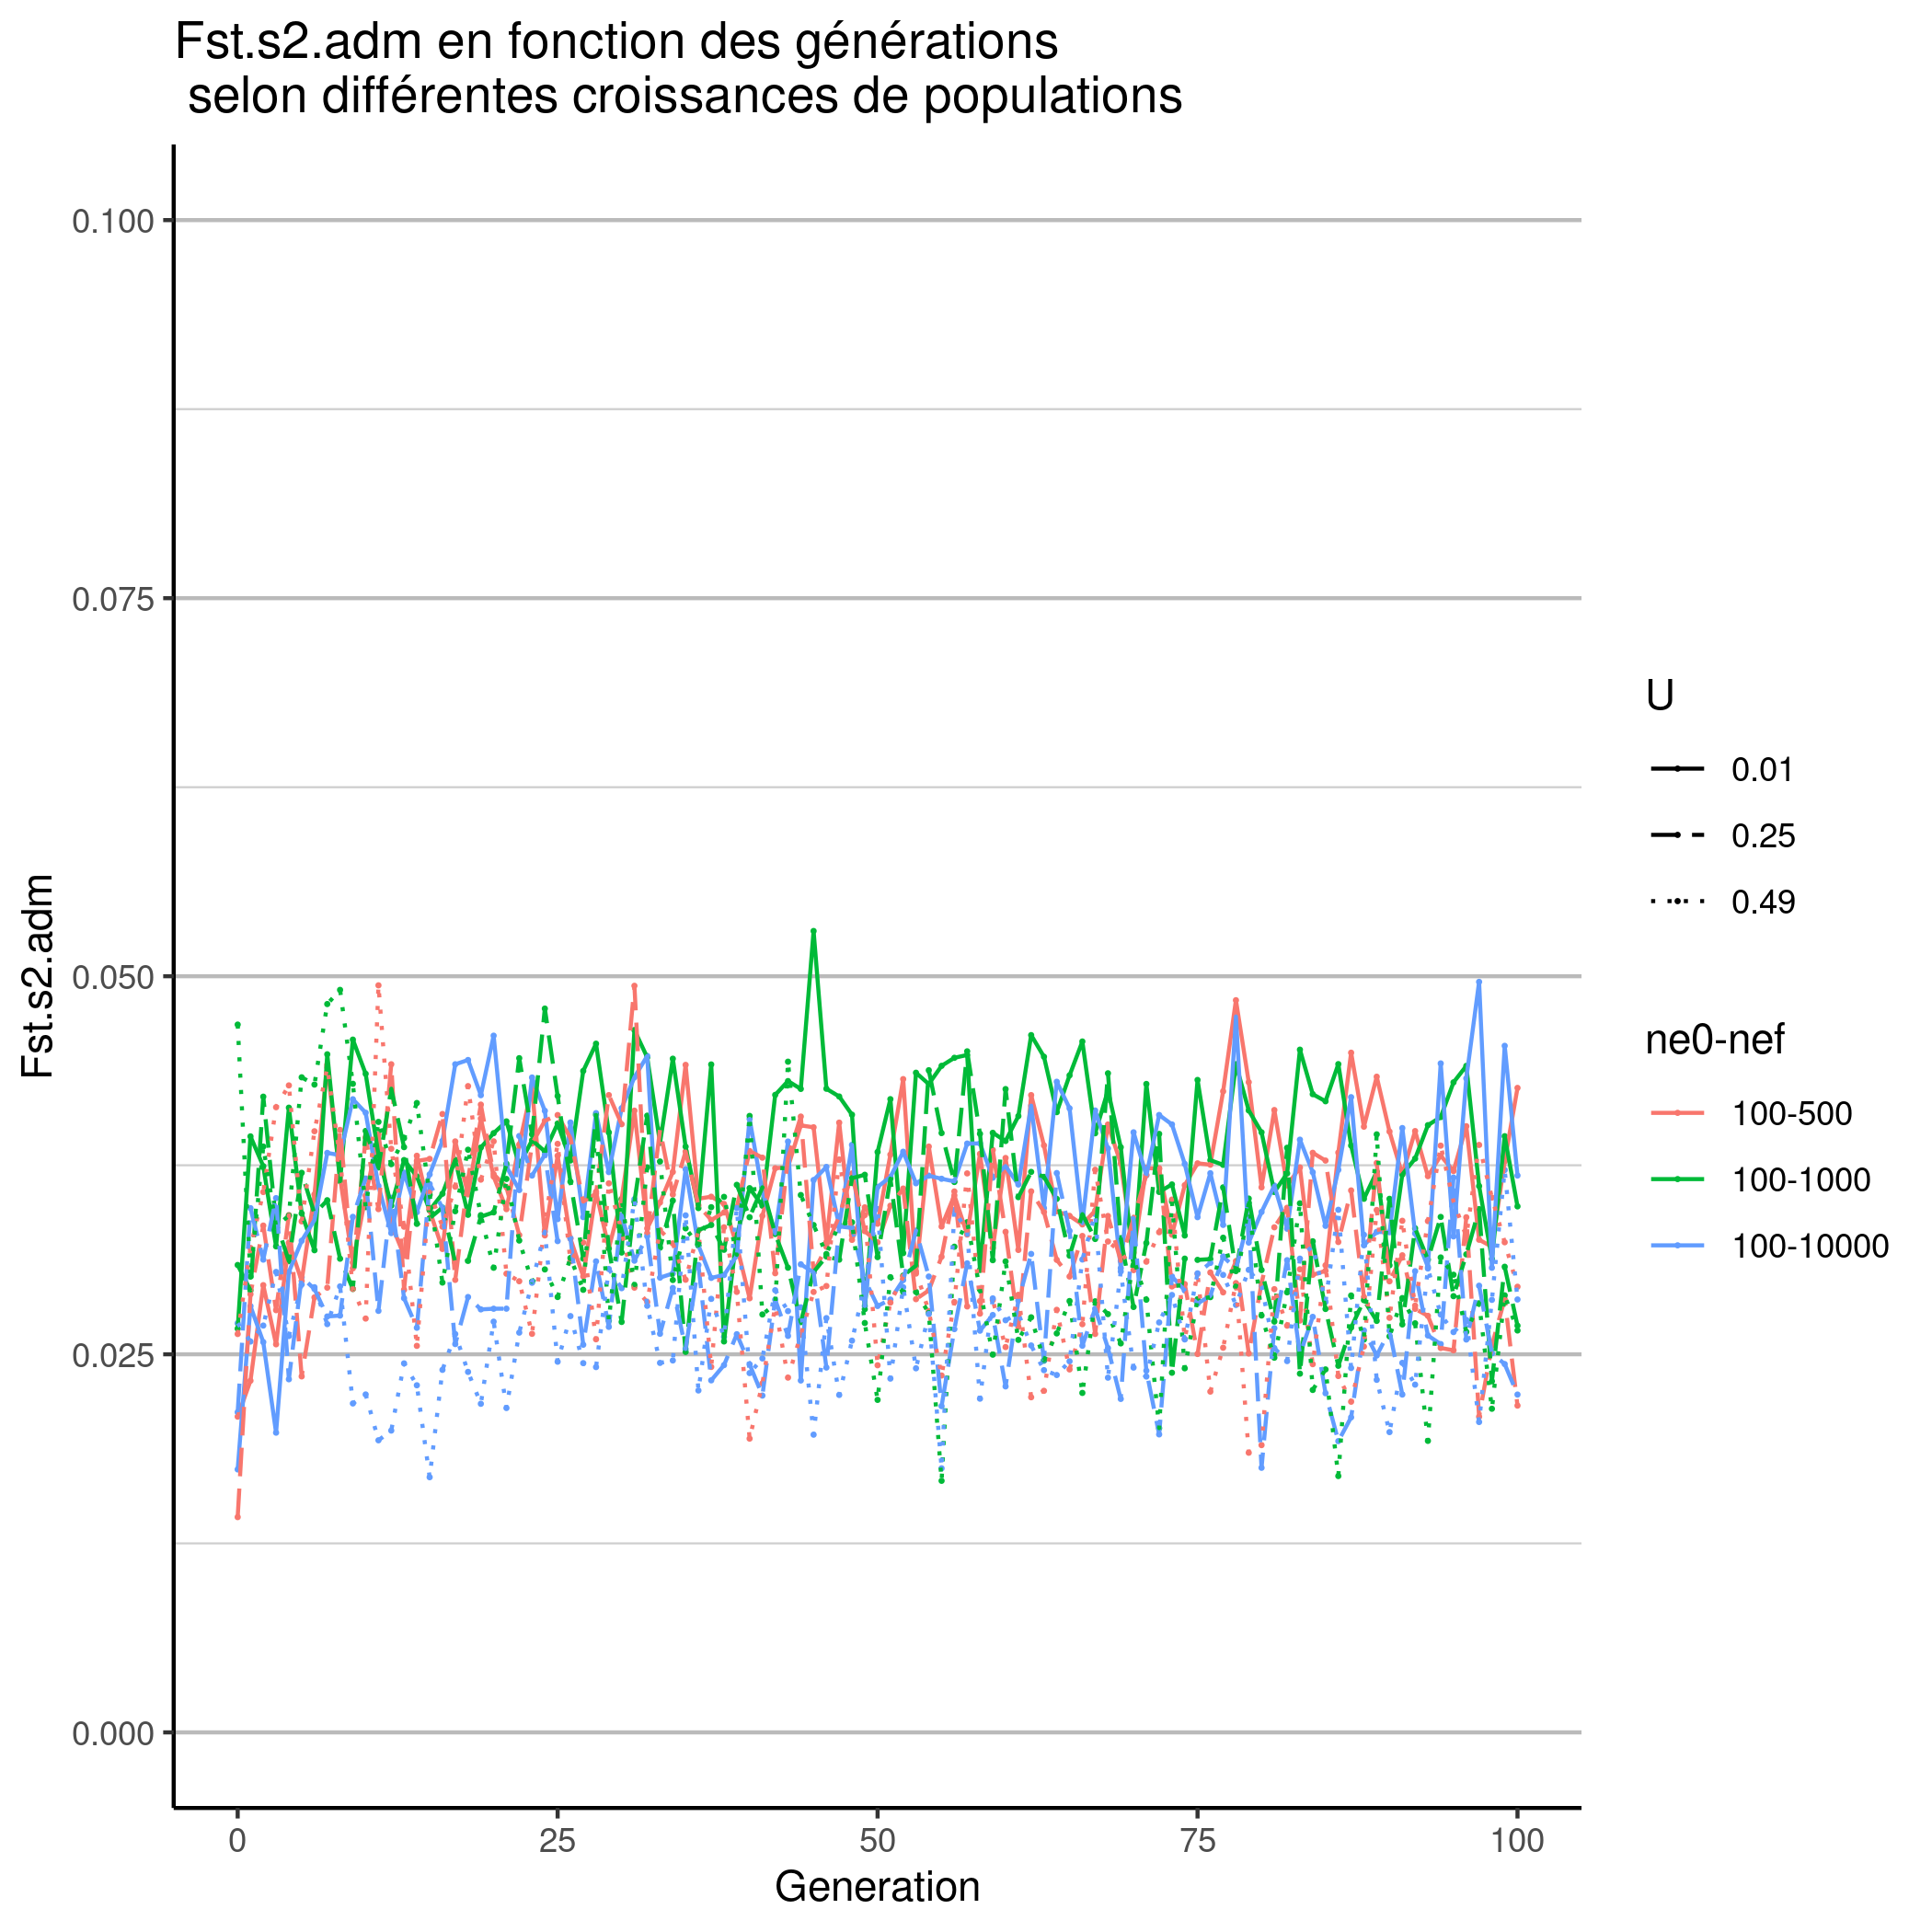 Fst.s2.adm en fonction des générations
selon différentes croissances de populations
0.100
0.075
0.050
0.025
0.000
Fst.s2.adm
0
25
50
75
100
Generation
U
0.01
0.25
0.49
ne0-nef
100-500
100-1000
100-10000